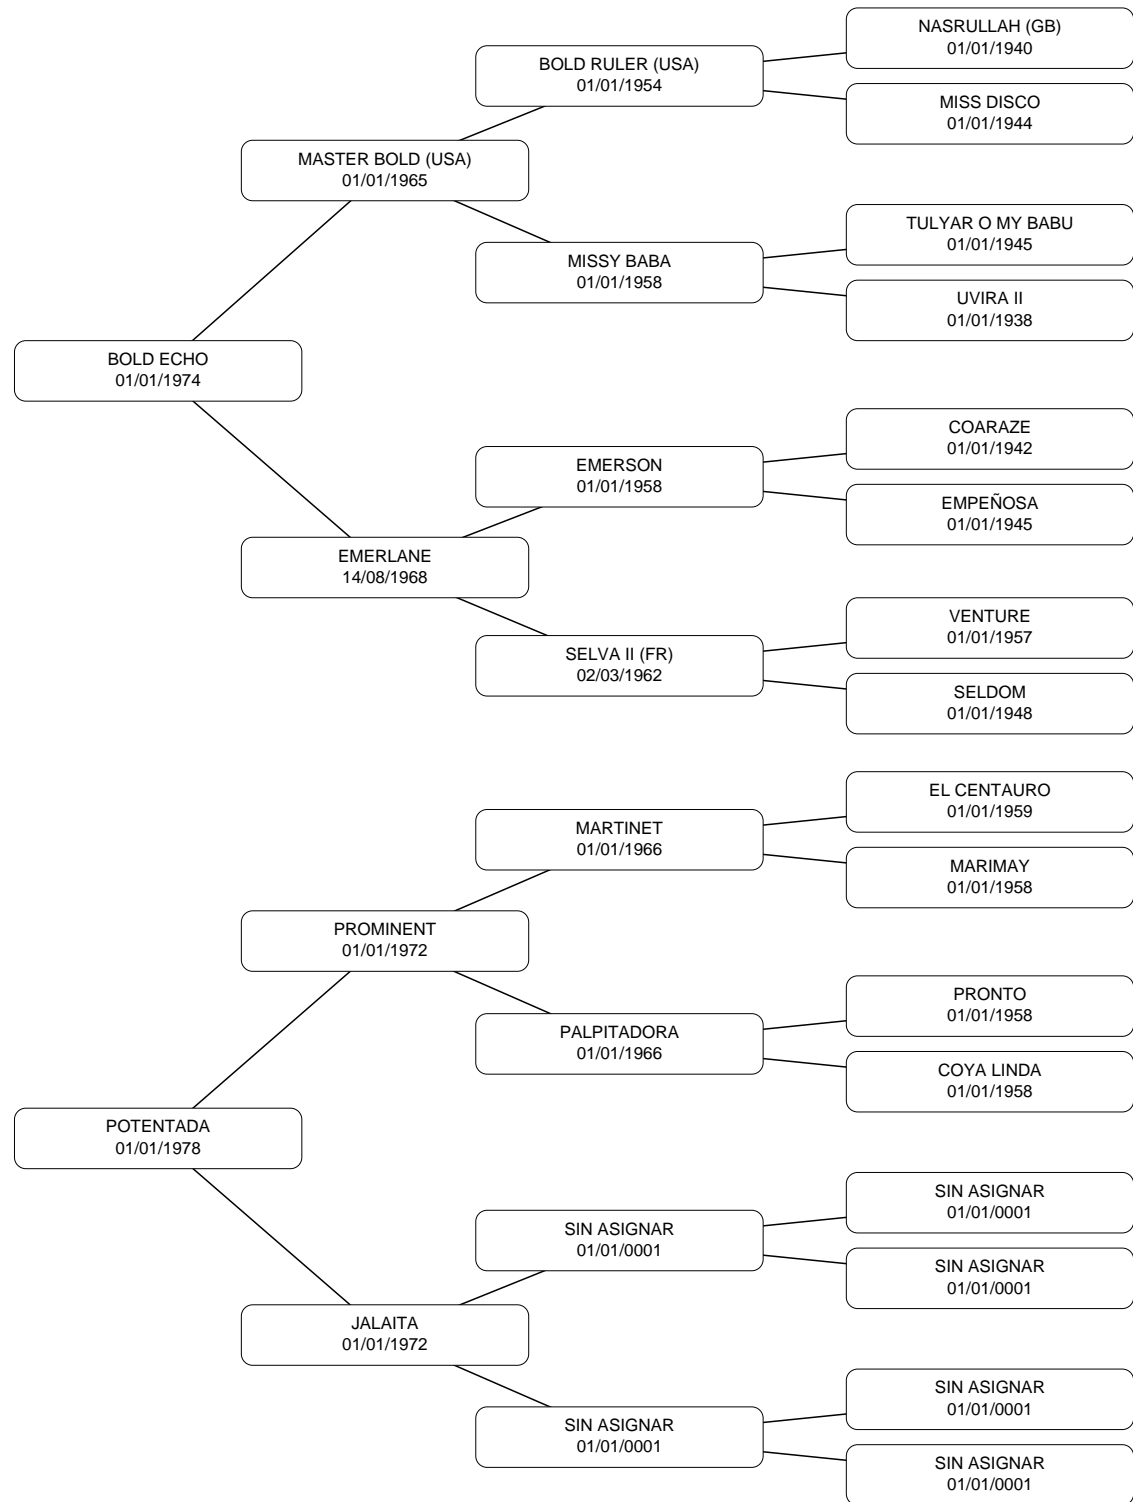 NASRULLAH (GB)
01/01/1940
BOLD RULER (USA)
01/01/1954
MISS DISCO
01/01/1944
MASTER BOLD (USA)
01/01/1965
TULYAR O MY BABU
01/01/1945
MISSY BABA
01/01/1958
UVIRA II
01/01/1938
BOLD ECHO
01/01/1974
COARAZE
01/01/1942
EMERSON
01/01/1958
EMPEÑOSA
01/01/1945
EMERLANE
14/08/1968
VENTURE
01/01/1957
SELVA II (FR)
02/03/1962
SELDOM
01/01/1948
EL CENTAURO
01/01/1959
MARTINET
01/01/1966
MARIMAY
01/01/1958
PROMINENT
01/01/1972
PRONTO
01/01/1958
PALPITADORA
01/01/1966
COYA LINDA
01/01/1958
POTENTADA
01/01/1978
SIN ASIGNAR
01/01/0001
SIN ASIGNAR
01/01/0001
SIN ASIGNAR
01/01/0001
JALAITA
01/01/1972
SIN ASIGNAR
01/01/0001
SIN ASIGNAR
01/01/0001
SIN ASIGNAR
01/01/0001